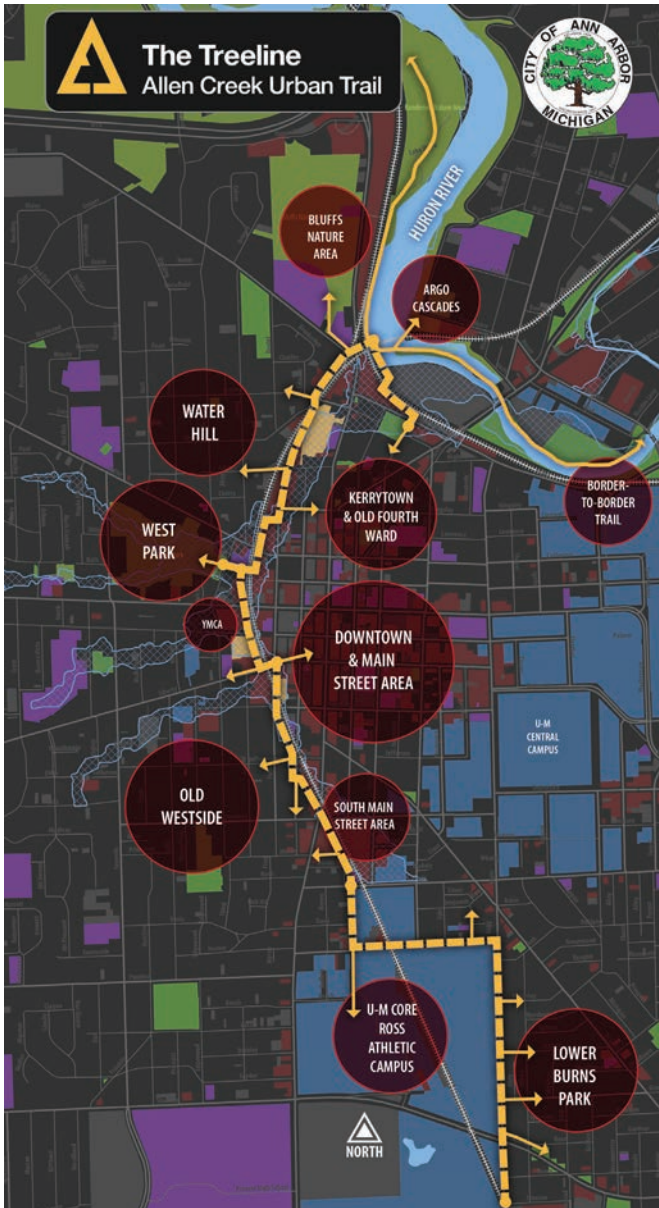 The Treeline
Allen Creek Urban Trail
CITY OF ANN ARBOR
MICHIGAN
HURON RIVER
BLUFFS
NATURE
AREA
ARGO
CASCADES
WATER
HILL
KERRYTOWN
& OLD FOURTH
WARD
BORDER-
TO-BORDER
TRAIL
WEST
PARK
YMCA
DOWNTOWN
& MAIN
STREET AREA
U-M
CENTRAL
CAMPUS
OLD
WESTSIDE
SOUTH MAIN
STREET AREA
U-M CORE
ROSS
ATHLETIC
CAMPUS
LOWER
BURNS
PARK
NORTH